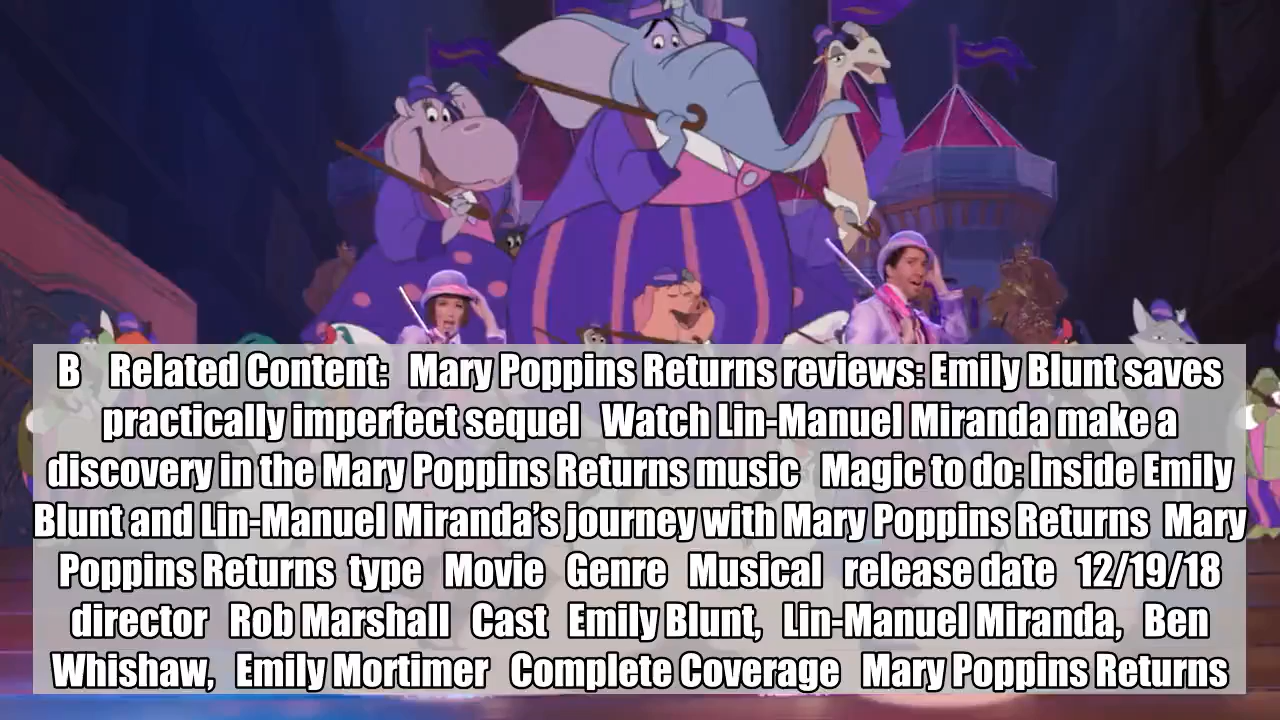 B Related Content: Mary Poppins Returns reviews: Emily Blunt saves
practically imperfect sequel Watch Lin-Manuel Miranda make a
discovery in the Mary Poppins Returns music Magic to do: Inside Emily
Blunt and Lin-Manuel Miranda’s journey with Mary Poppins Returns Mary
Poppins Returns type Movie Genre Musical release date 12/19/18
director Rob Marshall Cast Emily Blunt, Lin-Manuel Miranda, Ben
Whishaw, Emily Mortimer Complete Coverage Mary Poppins Returns